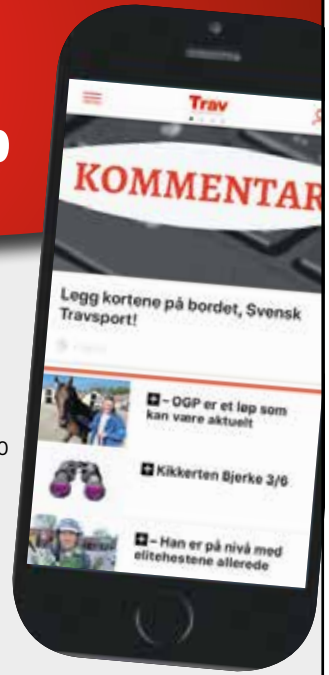 Trav
KOMMENTAR
Legg kortene på bordet, Svensk
Travsport!
– OGP er et løp som
kan være aktuelt
Kikkerten Bjerke 3/6
– Han er på nivå med
elitehestene allerede